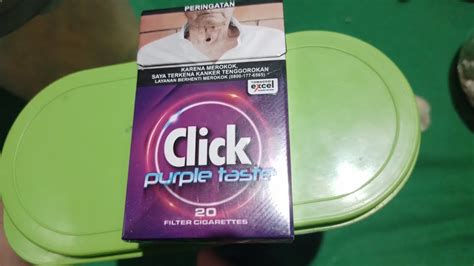 PERINGATAN
KARENA MEROKOK,
SAYA TERKENA KANKER TENGGOROKAN
LAYANAN BERHENTI MEROKOK (0800-177-6565)
excel
Click
purple taste
20
FILTER CIGARETTES